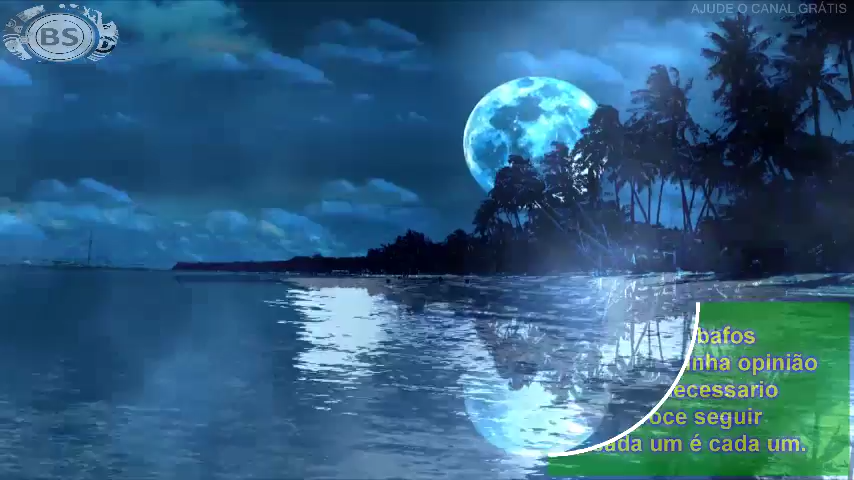 BS
AJUDE O CANAL GRÁTIS
bafos
inha opinião
ecessario
oce seguir
cada um é cada um.